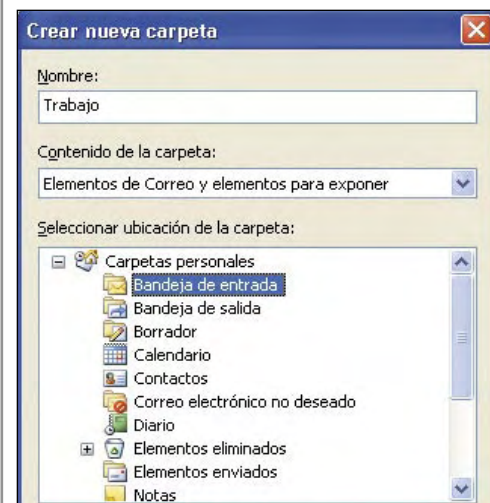 Crear nueva carpeta
Nombre:
Trabajo
Contenido de la carpeta:
Elementos de Correo y elementos para exponer
Seleccionar ubicación de la carpeta:
Carpetas personales
Bandeja de entrada
Bandeja de salida
Borrador
Calendario
Contactos
Correo electrónico no deseado
Diario
Elementos eliminados
Elementos enviados
Notas